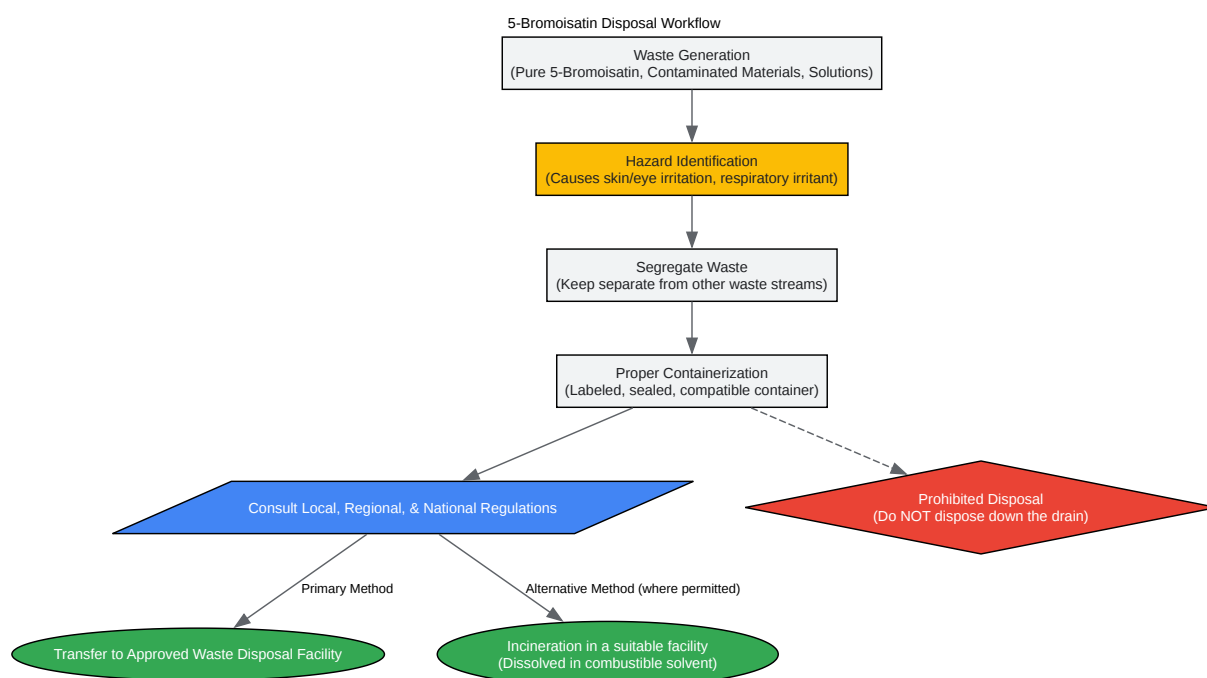 5-Bromoisatin Disposal Workflow
Waste Generation
(Pure 5-Bromoisatin, Contaminated Materials, Solutions)
Hazard Identification
(Causes skin/eye irritation, respiratory irritant)
Segregate Waste
(Keep separate from other waste streams)
Proper Containerization
(Labeled, sealed, compatible container)
Consult Local, Regional, & National Regulations
Prohibited Disposal
(Do NOT dispose down the drain)
Primary Method
Alternative Method (where permitted)
Transfer to Approved Waste Disposal Facility
Incineration in a suitable facility
(Dissolved in combustible solvent)